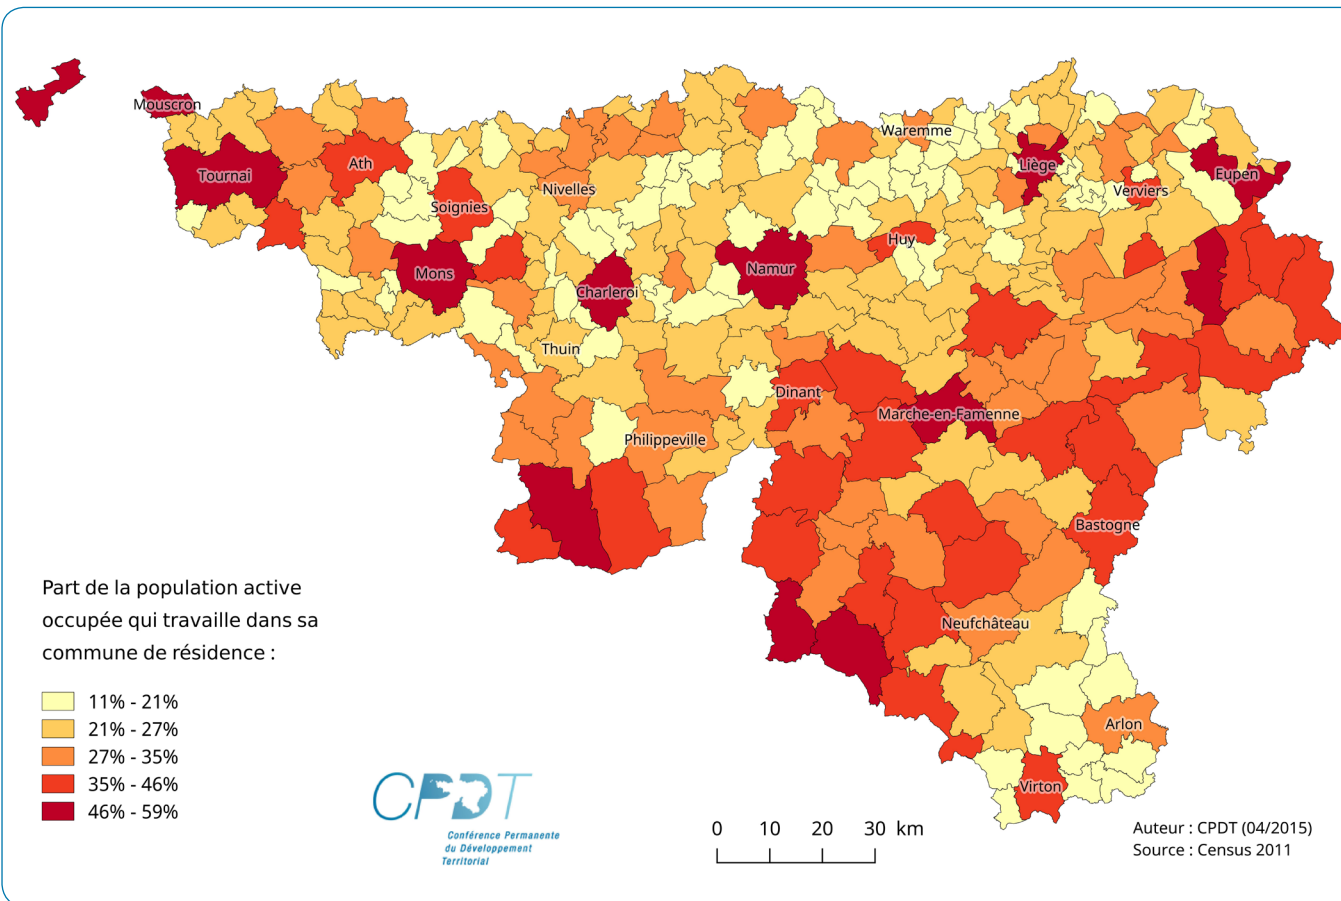 Mouscron
Waremme
Ath
Liège
Tournai
Eupen
Nivelles
Verviers
Soignies
Huy
Namur
Mons
Charleroi
Thuin
Dinant
Marche-en-Famenne
Philippeville
Bastogne
Neufchâteau
Arlon
Virton
Part de la population active
occupée qui travaille dans sa
commune de résidence :
11% - 21%
21% - 27%
27% - 35%
35% - 46%
46% - 59%
CPDT
Conférence Permanente
du Développement
Territorial
0 10 20 30 km
Auteur : CPDT (04/2015)
Source : Census 2011